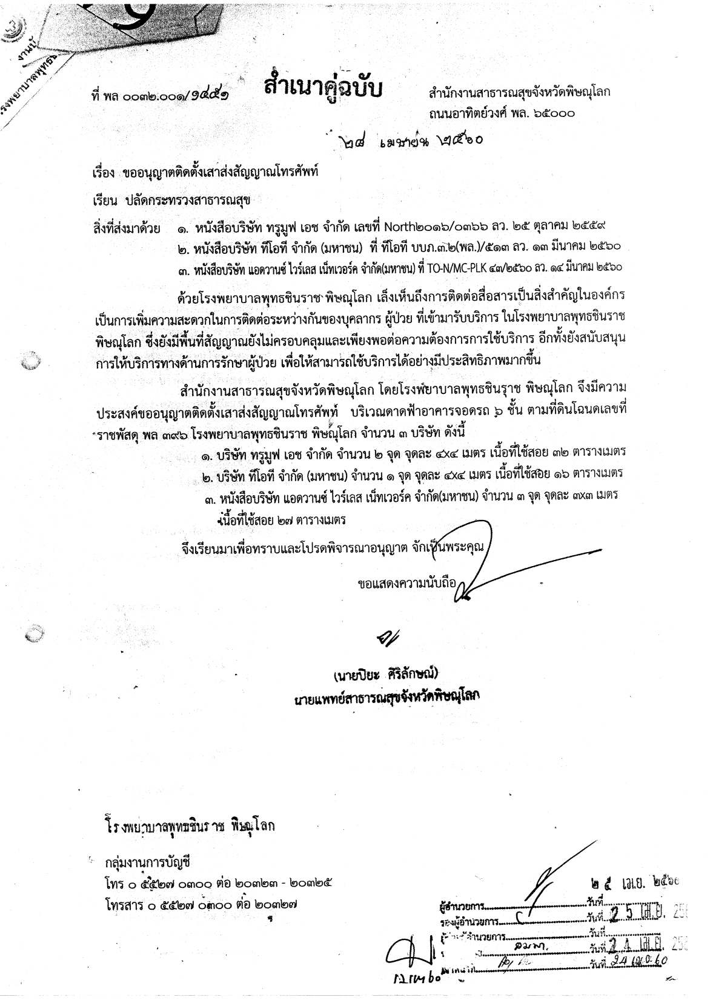 งานบั
รงพยาบาลพุทธชิ
สำเนาคู่ฉบับ
ที่ พล ๐๐๓๒.๐๐๑/๑๔๕๑
สำนักงานสาธารณสุขจังหวัดพิษณุโลก
ถนนอาทิตย์วงศ์ พล. ๖๕๐๐๐
๒๘ เมษายน ๒๕๖๐
เรื่อง ขออนุญาตติดตั้งเสาส่งสัญญาณโทรศัพท์
เรียน ปลัดกระทรวงสาธารณสุข
สิ่งที่ส่งมาด้วย ๑. หนังสือบริษัท ทรูมูฟ เอช จำกัด เลขที่ North๒๐๑๖/๐๓๖๖ ลว. ๒๕ ตุลาคม ๒๕๕๙
๒. หนังสือบริษัท ทีโอที จำกัด (มหาชน) ที่ ทีโอที บบภ.๓.๒(พล.)/๕๑๓ ลว. ๑๓ มีนาคม ๒๕๖๐
๓. หนังสือบริษัท แอดวานซ์ ไวร์เลส เน็ทเวอร์ค จำกัด(มหาชน) ที่ TO-N/MC-PLK ๔๓/๒๕๖๐ ลว. ๑๔ มีนาคม ๒๕๖๐
ด้วยโรงพยาบาลพุทธชินราช พิษณุโลก เล็งเห็นถึงการติดต่อสื่อสารเป็นสิ่งสำคัญในองค์กร
เป็นการเพิ่มความสะดวกในการติดต่อระหว่างกันของบุคลากร ผู้ป่วย ที่เข้ามารับบริการ ในโรงพยาบาลพุทธชินราช
พิษณุโลก ซึ่งยังมีพื้นที่สัญญาณยังไม่ครอบคลุมและเพียงพอต่อความต้องการการใช้บริการ อีกทั้งยังสนับสนุน
การให้บริการทางด้านการรักษาผู้ป่วย เพื่อให้สามารถใช้บริการได้อย่างมีประสิทธิภาพมากขึ้น
สำนักงานสาธารณสุขจังหวัดพิษณุโลก โดยโรงพยาบาลพุทธชินราช พิษณุโลก จึงมีความ
ประสงค์ขออนุญาตติดตั้งเสาส่งสัญญาณโทรศัพท์ บริเวณดาดฟ้าอาคารจอดรถ ๖ ชั้น ตามที่ดินโฉนดเลขที่
ราชพัสดุ พล ๓๙๖ โรงพยาบาลพุทธชินราช พิษณุโลก จำนวน ๓ บริษัท ดังนี้
๑. บริษัท ทรูมูฟ เอช จำกัด จำนวน ๒ จุด จุดละ ๔x๔ เมตร เนื้อที่ใช้สอย ๓๒ ตารางเมตร
๒. บริษัท ทีโอที จำกัด (มหาชน) จำนวน ๑ จุด จุดละ ๔x๔ เมตร เนื้อที่ใช้สอย ๑๖ ตารางเมตร
๓. หนังสือบริษัท แอดวานซ์ ไวร์เลส เน็ทเวอร์ค จำกัด(มหาชน) จำนวน ๓ จุด จุดละ ๓x๓ เมตร
เนื้อที่ใช้สอย ๒๗ ตารางเมตร
จึงเรียนมาเพื่อทราบและโปรดพิจารณาอนุญาต จักเป็นพระคุณ
ขอแสดงความนับถือ
(นายปิยะ ศิริลักษณ์)
นายแพทย์สาธารณสุขจังหวัดพิษณุโลก
โรงพยาบาลพุทธชินราช พิษณุโลก
กลุ่มงานการบัญชี
โทร ๐ ๕๕๒๗ ๐๓๐๐ ต่อ ๒๐๓๒๓ - ๒๐๓๒๕
โทรสาร ๐ ๕๕๒๗ ๐๓๐๐ ต่อ ๒๐๓๒๗
๒๕ เม.ย. ๒๕๖๐
ผู้อำนวยการ วันที่
รองผู้อำนวยการ วันที่ 25 เม.ย. 256
อำนวยการ วันที่
วันที่ 24 เม.ย. 256
วันที่ 24 เม.ย. 60